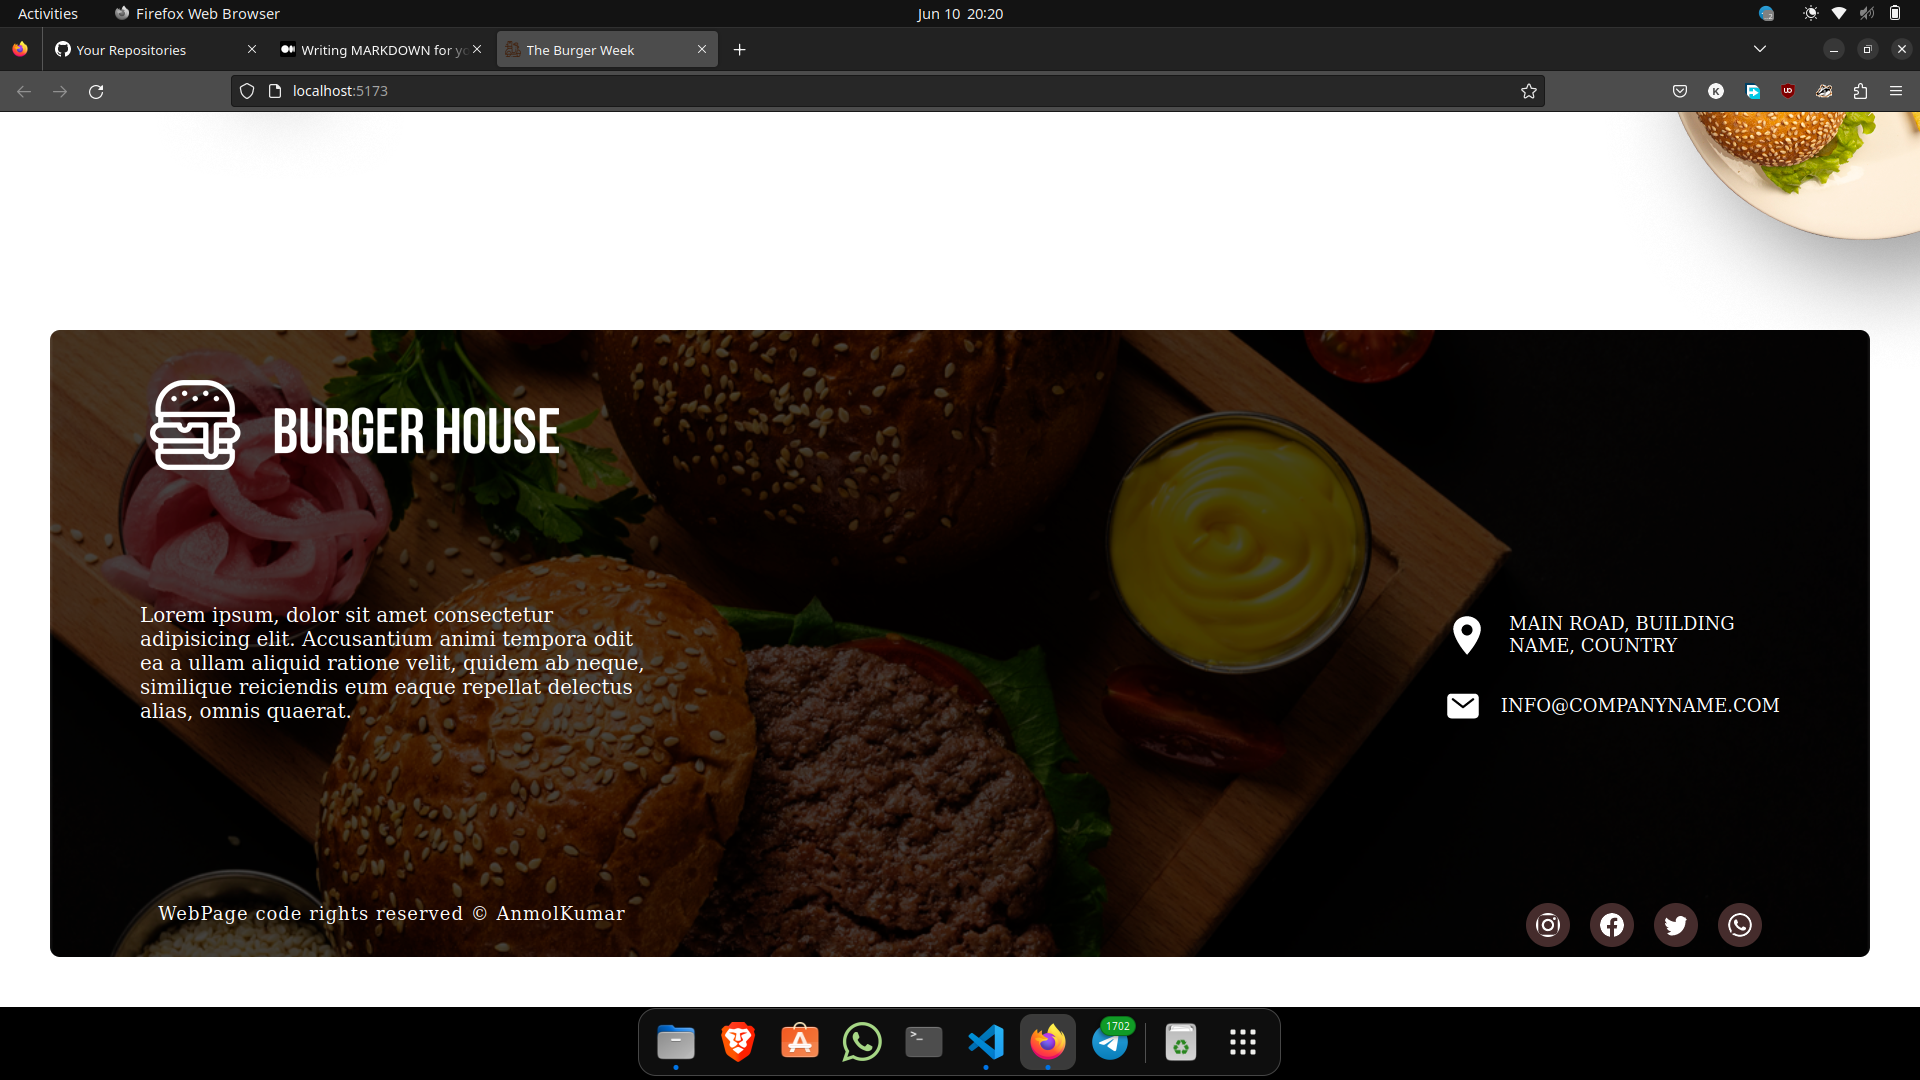 Activities
Firefox Web Browser
Jun 10 20:20
Your Repositories
Writing MARKDOWN for yo
The Burger Week
localhost:5173
K
UD
BURGER HOUSE
Lorem ipsum, dolor sit amet consectetur
adipisicing elit. Accusantium animi tempora odit
ea a ullam aliquid ratione velit, quidem ab neque,
similique reiciendis eum eaque repellat delectus
alias, omnis quaerat.
MAIN ROAD, BUILDING
NAME, COUNTRY
INFO@COMPANYNAME.COM
WebPage code rights reserved © AnmolKumar
1702